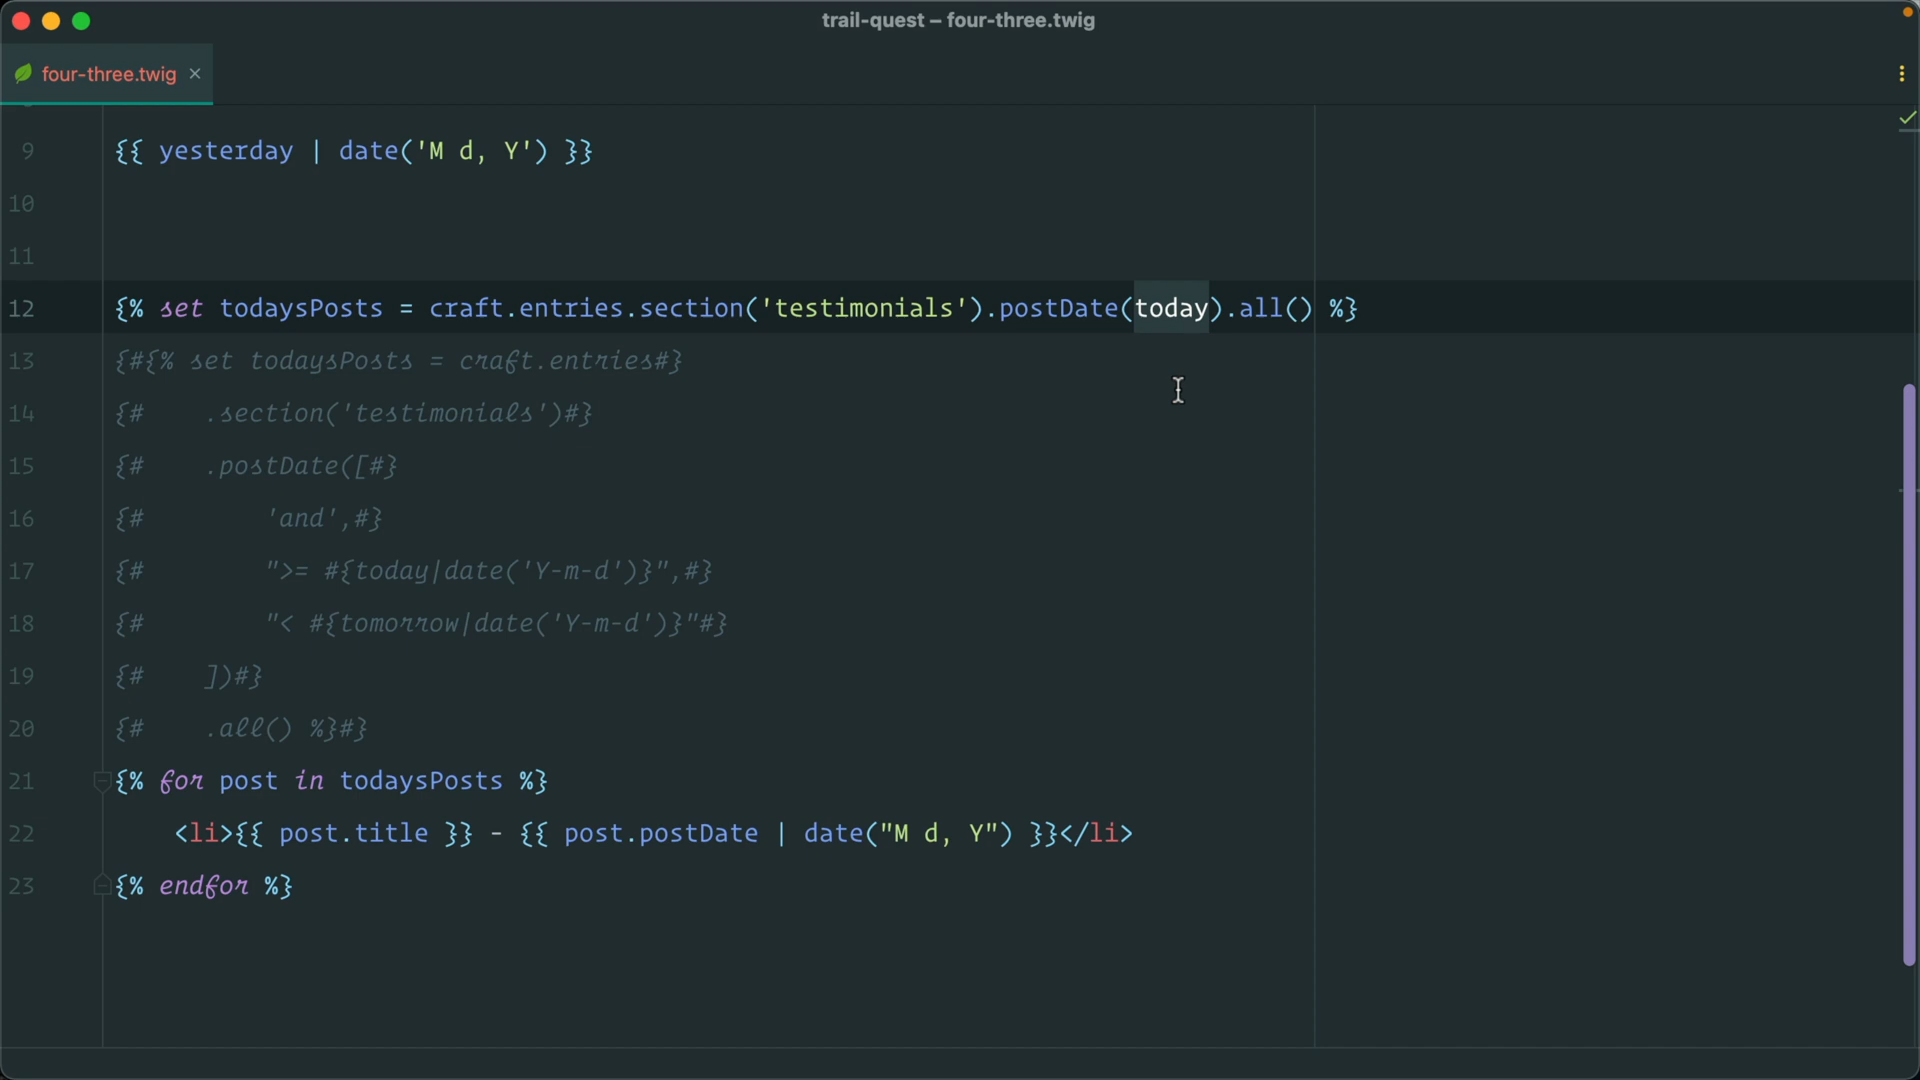 trail-quest – four-three.twig
four-three.twig
9 {{ yesterday | date('M d, Y') }}
10
11
12 {% set todaysPosts = craft.entries.section('testimonials').postDate(today).all() %}
13 {#{% set todaysPosts = craft.entries#}
14 {#    .section('testimonials')#}
15 {#    .postDate([#}
16 {#        'and',#}
17 {#        ">= #{today|date('Y-m-d')}",#}
18 {#        "< #{tomorrow|date('Y-m-d')}"#}
19 {#    ])#}
20 {#    .all() %}#}
21 {% for post in todaysPosts %}
22     <li>{{ post.title }} - {{ post.postDate | date("M d, Y") }}</li>
23 {% endfor %}